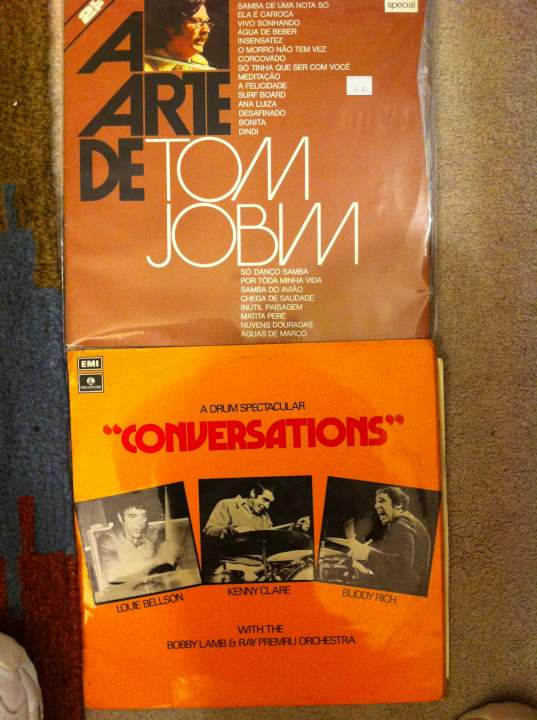 SAMBA DE UMA NOTA SÓ
special
ELA É CARIOCA
VIVO SONHANDO
ÁGUA DE BEBER
INSENSATEZ
O MORRO NÃO TEM VEZ
CORCOVADO
SÓ TINHA QUE SER COM VOCÊ
MEDITAÇÃO
A FELICIDADE
SURF BOARD
ANA LUIZA
DESAFINADO
BONITA
DINDI
A
ARTE
DE TOM
JOBIM
SÓ DANÇO SAMBA
POR TÔDA MINHA VIDA
SAMBA DO AVIÃO
CHEGA DE SAUDADE
INÚTIL PAISAGEM
MATITA PERÊ
NUVENS DOURADAS
ÁGUAS DE MARÇO
EMI
PARLOPHONE
A DRUM SPECTACULAR
"CONVERSATIONS"
LOUIE BELLSON
KENNY CLARE
BUDDY RICH
WITH THE
BOBBY LAMB & RAY PREMRU ORCHESTRA